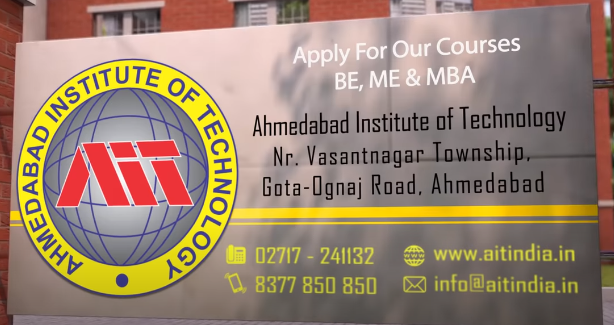 Apply For Our Courses
BE, ME & MBA
AHMEDABAD INSTITUTE OF TECHNOLOGY
AiT
Ahmedabad Institute of Technology
Nr. Vasantnagar Township,
Gota-Ognaj Road, Ahmedabad
02717 - 241132
www.aitindia.in
8377 850 850
info@aitindia.in